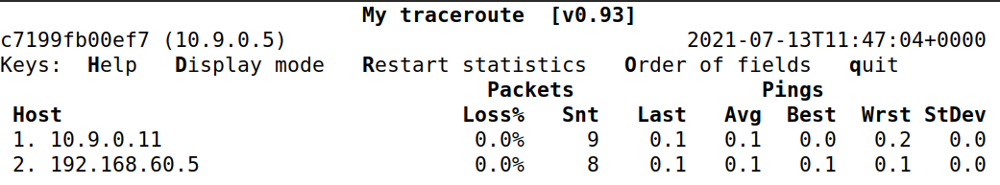 My traceroute  [v0.93]
c7199fb00ef7 (10.9.0.5)                                2021-07-13T11:47:04+0000
Keys:  Help   Display mode   Restart statistics   Order of fields   quit
                                       Packets               Pings
 Host                                Loss%   Snt   Last   Avg  Best  Wrst StDev
 1. 10.9.0.11                         0.0%     9    0.1   0.1   0.0   0.2   0.0
 2. 192.168.60.5                      0.0%     8    0.1   0.1   0.1   0.1   0.0